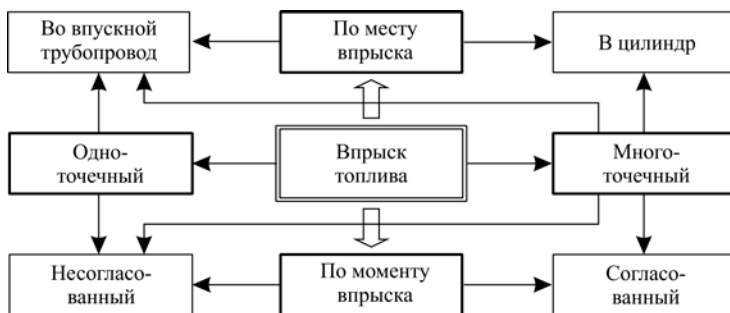 Во впускной
трубопровод
По месту
впрыска
В цилиндр
Одно-
точечный
Впрыск
топлива
Много-
точечный
Несогласо-
ванный
По моменту
впрыска
Согласо-
ванный